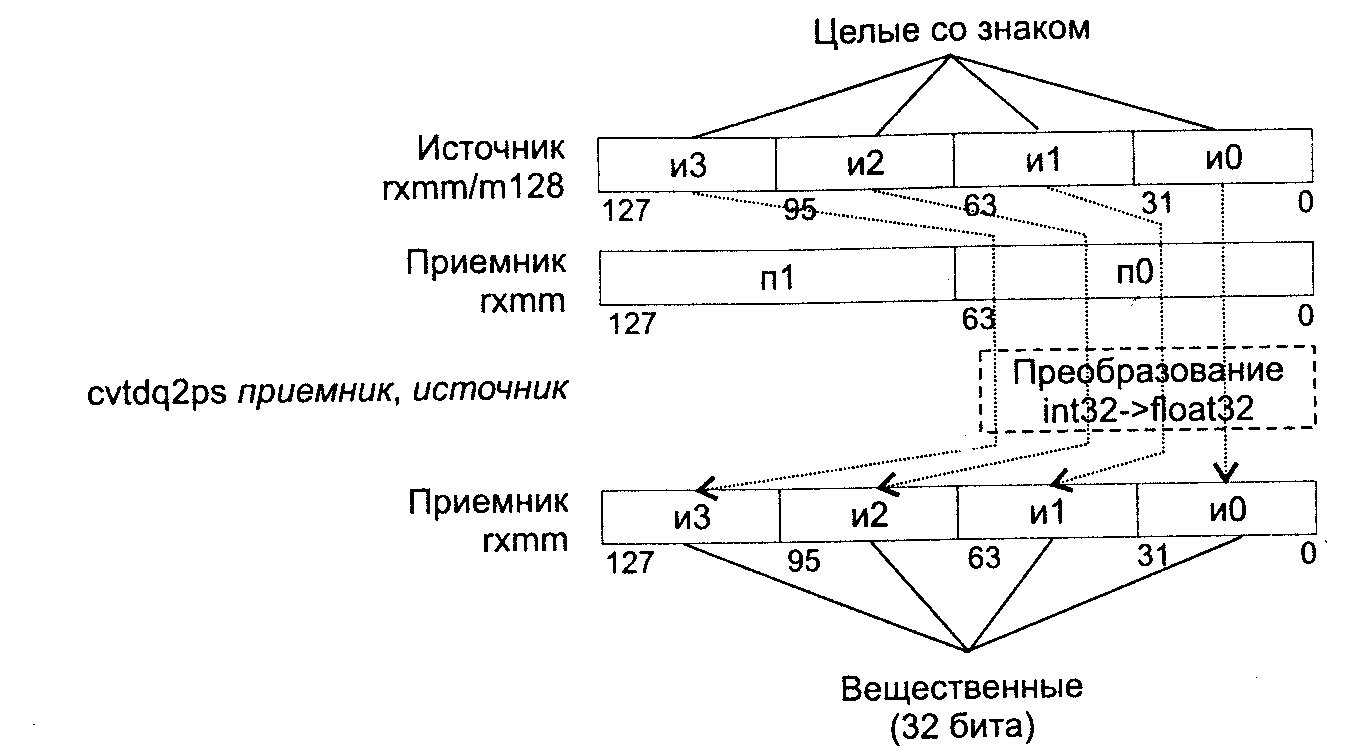 Целые со знаком
Источник
rxmm/m128
и3 и2 и1 и0
127 95 63 31 0
Приемник
rxmm
п1 п0
127 63 0
cvtdq2ps приемник, источник
Преобразование
int32->float32
Приемник
rxmm
и3 и2 и1 и0
127 95 63 31 0
Вещественные
(32 бита)